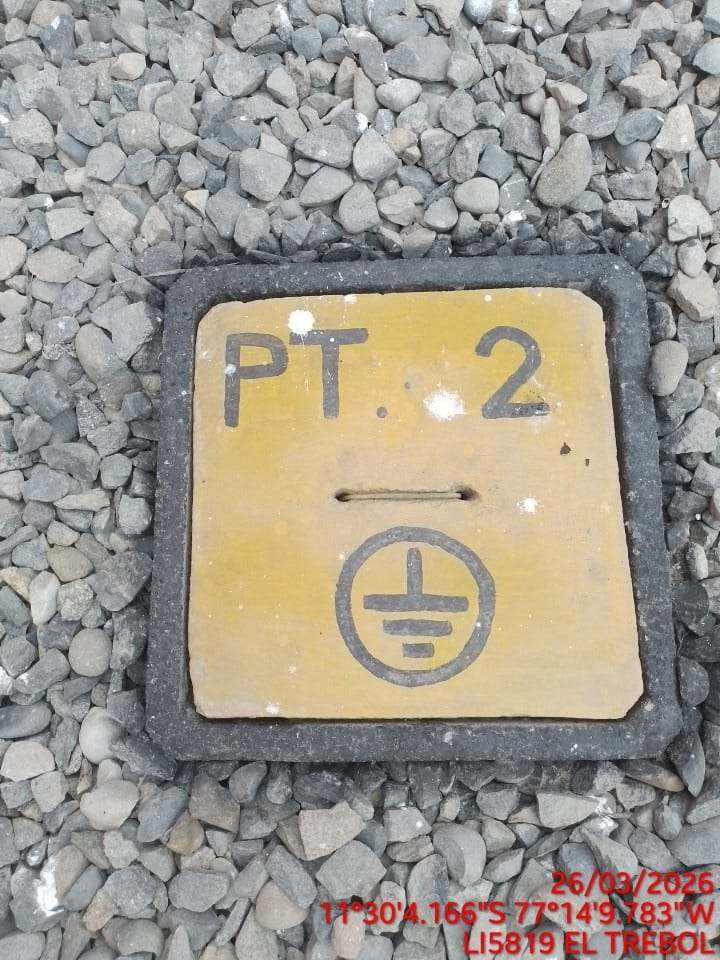 PT. 2
26/03/2026
11°30'4.166"S 77°14'9.783"W
LI5819 EL TREBOL